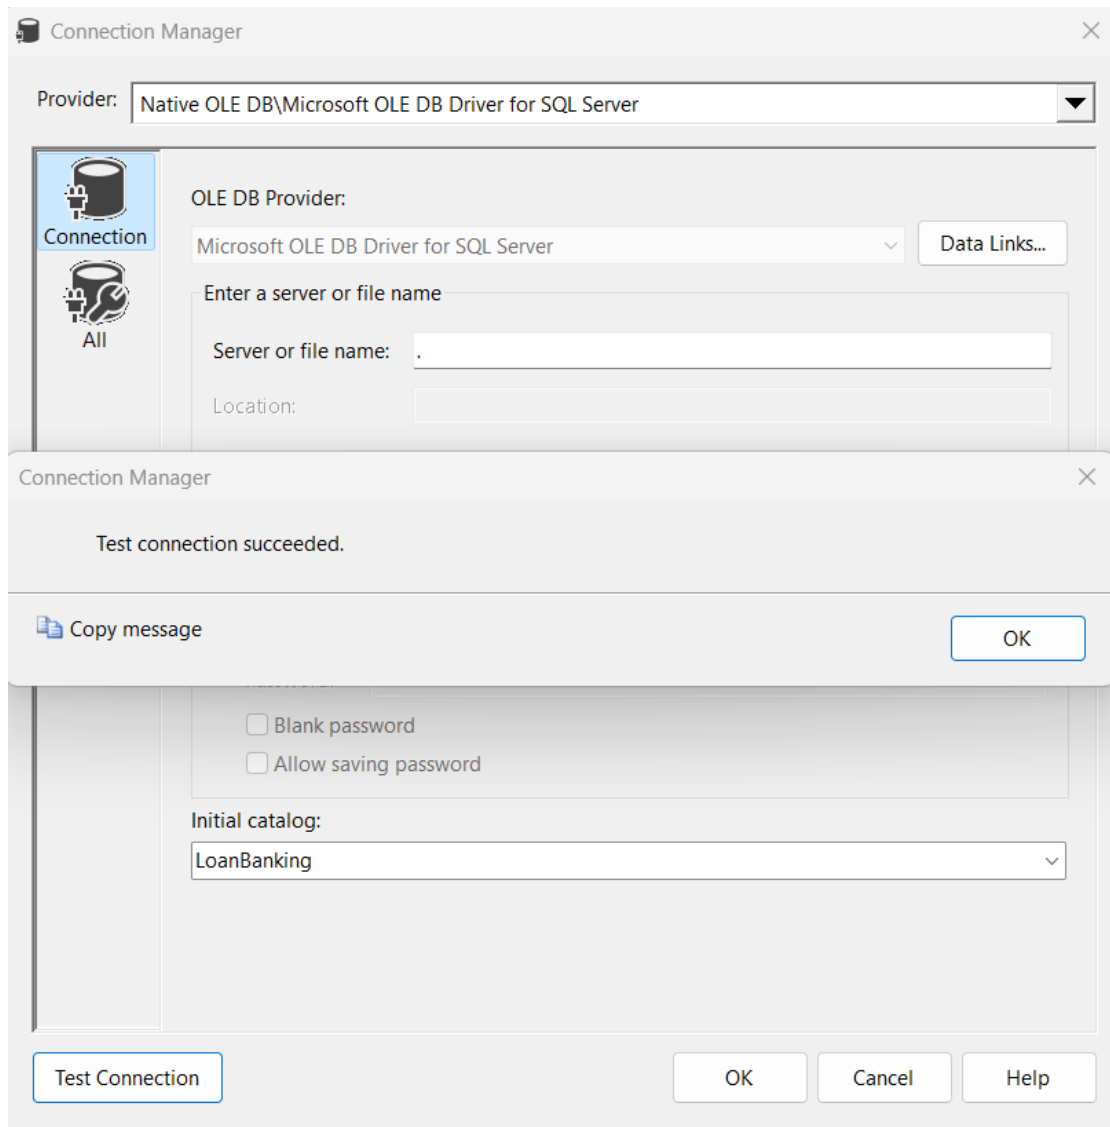 Connection Manager
Provider: Native OLE DB\Microsoft OLE DB Driver for SQL Server
Connection
All
OLE DB Provider:
Microsoft OLE DB Driver for SQL Server
Data Links...
Enter a server or file name
Server or file name: .
Location:
Connection Manager
Test connection succeeded.
Copy message
OK
Blank password
Allow saving password
Initial catalog:
LoanBanking
Test Connection
OK
Cancel
Help